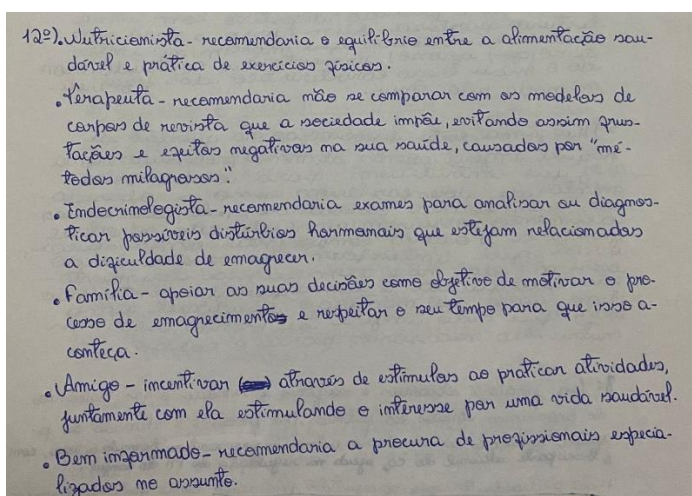 12º). Nutricionista - recomendaria o equilíbrio entre a alimentação sau-
dável e prática de exercícios físicos.
• Terapeuta - recomendaria não se comparar com os modelos de
corpos de revista que a sociedade impõe, evitando assim frus-
tações e efeitos negativos na sua saúde, causados por "mé-
todos milagrosos."
• Endocrinologista - recomendaria exames para analisar ou diagnos-
ticar possíveis distúrbios hormonais que estejam relacionados
a dificuldade de emagrecer.
• Família - apoiar as suas decisões como objetivo de motivar o pro-
cesso de emagrecimento e respeitar o seu tempo para que isso a-
conteça.
• Amigo - incentivar através de estímulos ao praticar atividades,
juntamente com ela estimulando o interesse por uma vida saudável.
• Bem informado - recomendaria a procura de profissionais especia-
lizados no assunto.